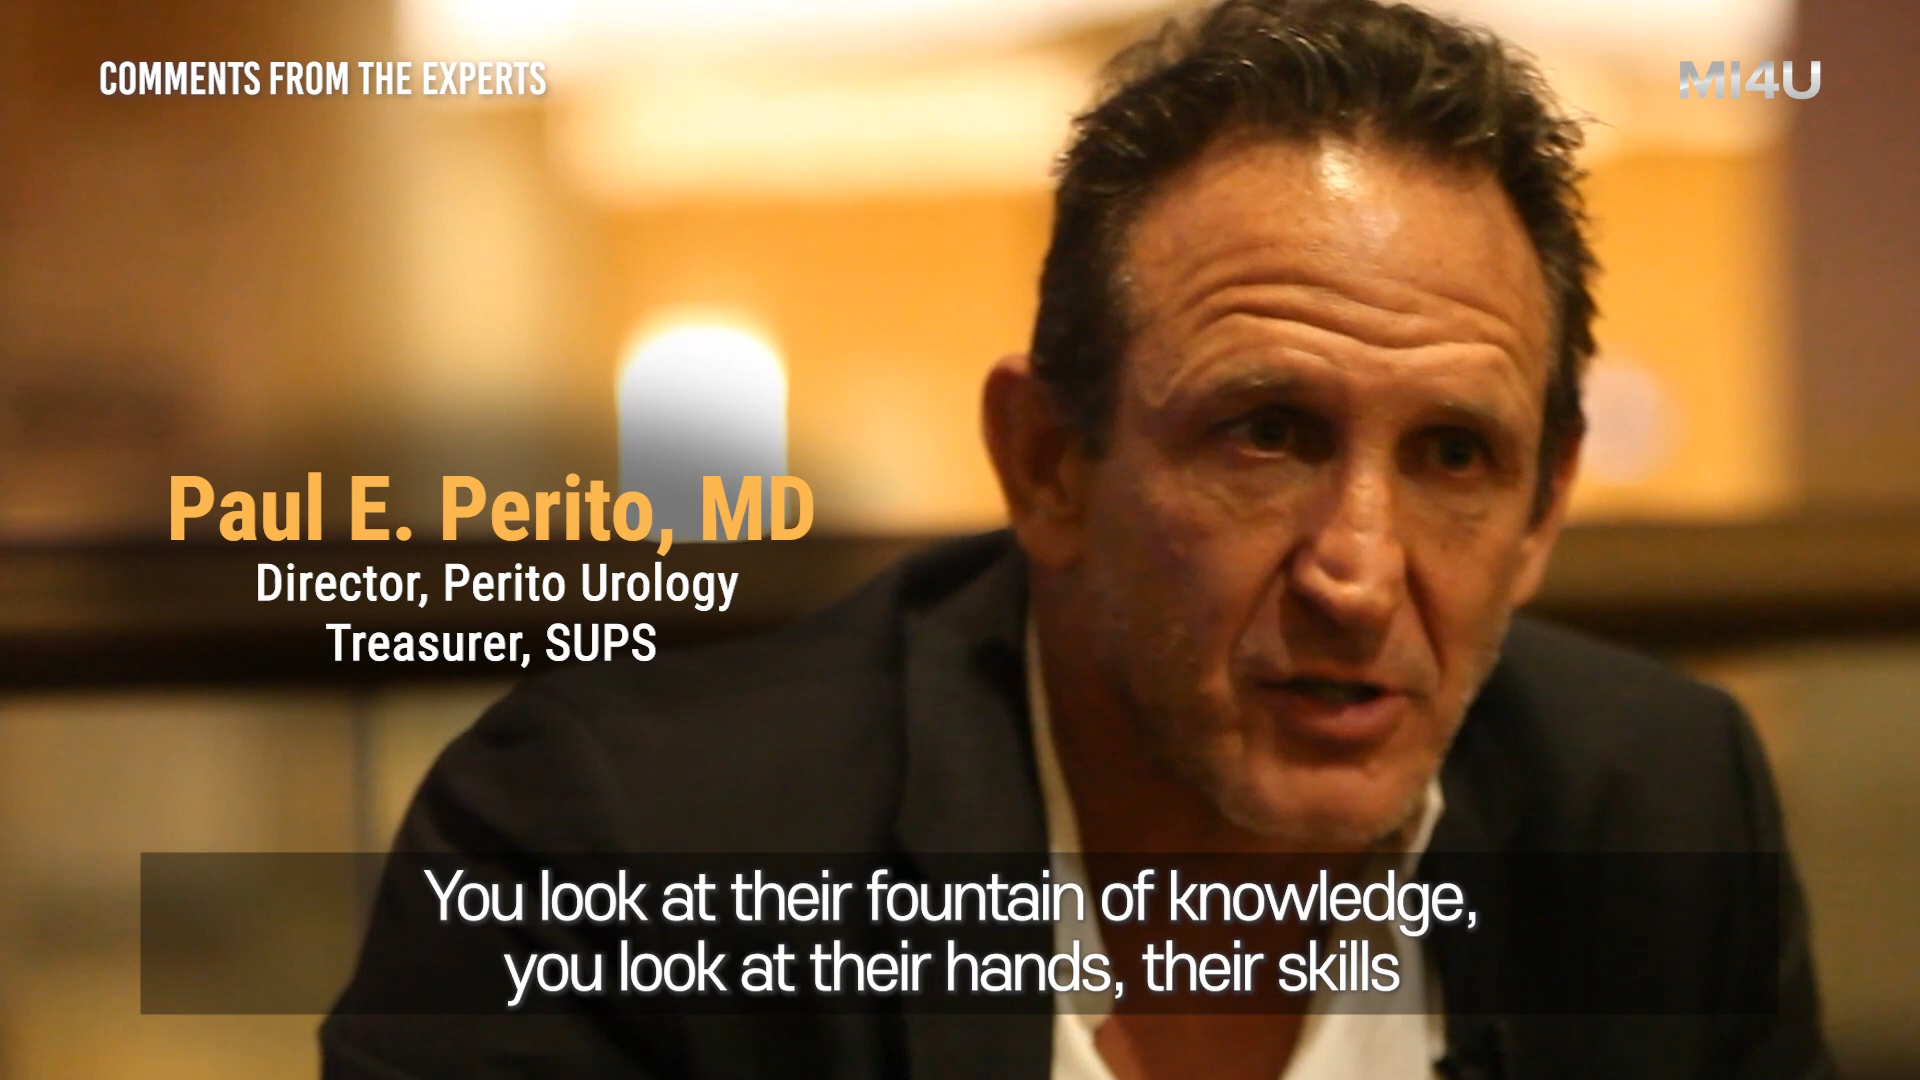 COMMENTS FROM THE EXPERTS
MI4U
Paul E. Perito, MD
Director, Perito Urology
Treasurer, SUPS
You look at their fountain of knowledge,
you look at their hands, their skills